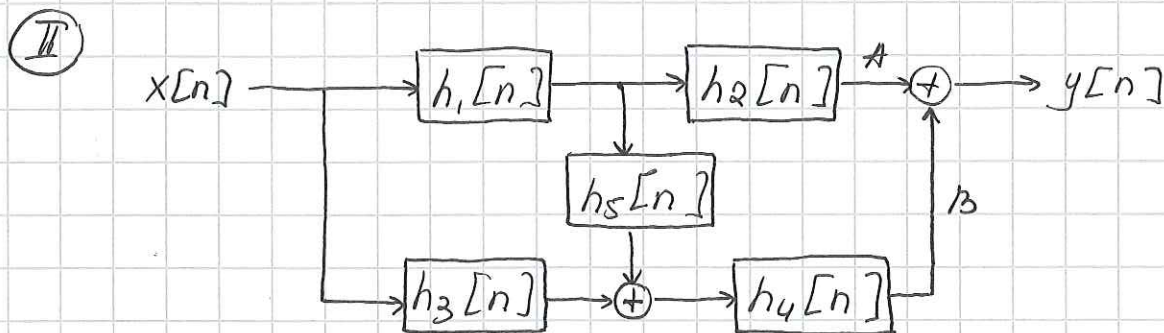 II
x[n] h₁[n] h2[n] A + y[n]
h5[n]
B
h3[n] + h4[n]